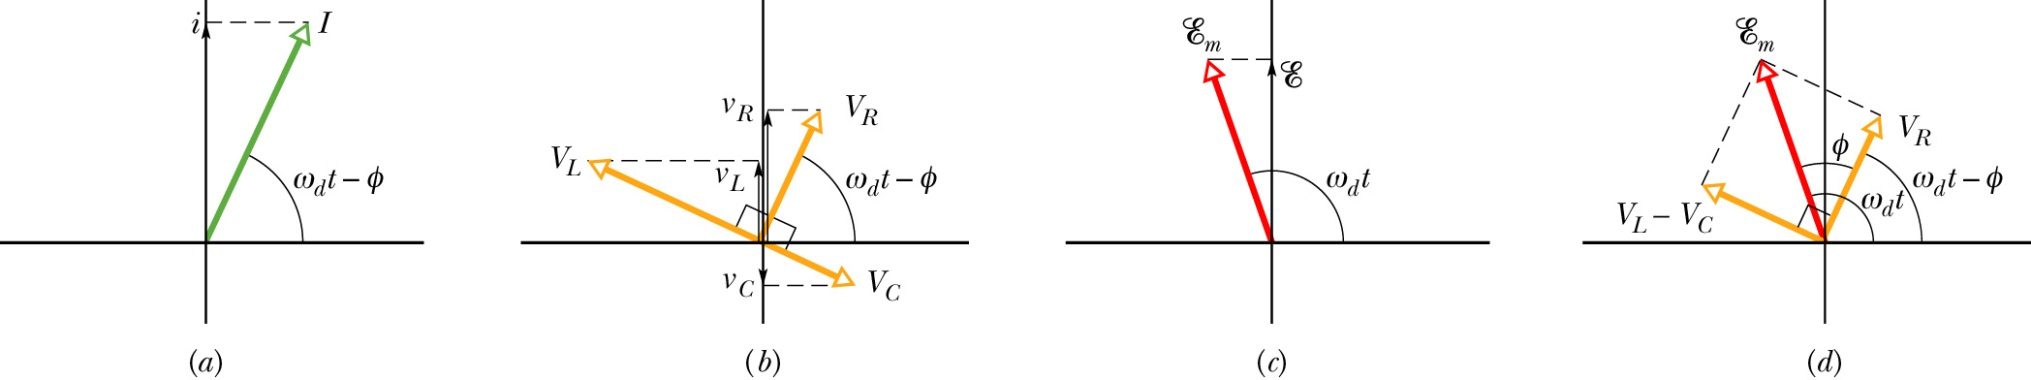 i I
ω_d t − ϕ
(a)
v_R V_R
V_L v_L
ω_d t − ϕ
v_C V_C
(b)
ℰ_m
ℰ
ω_d t
(c)
ℰ_m
V_R
ϕ
ω_d t − ϕ
ω_d t
V_L − V_C
(d)